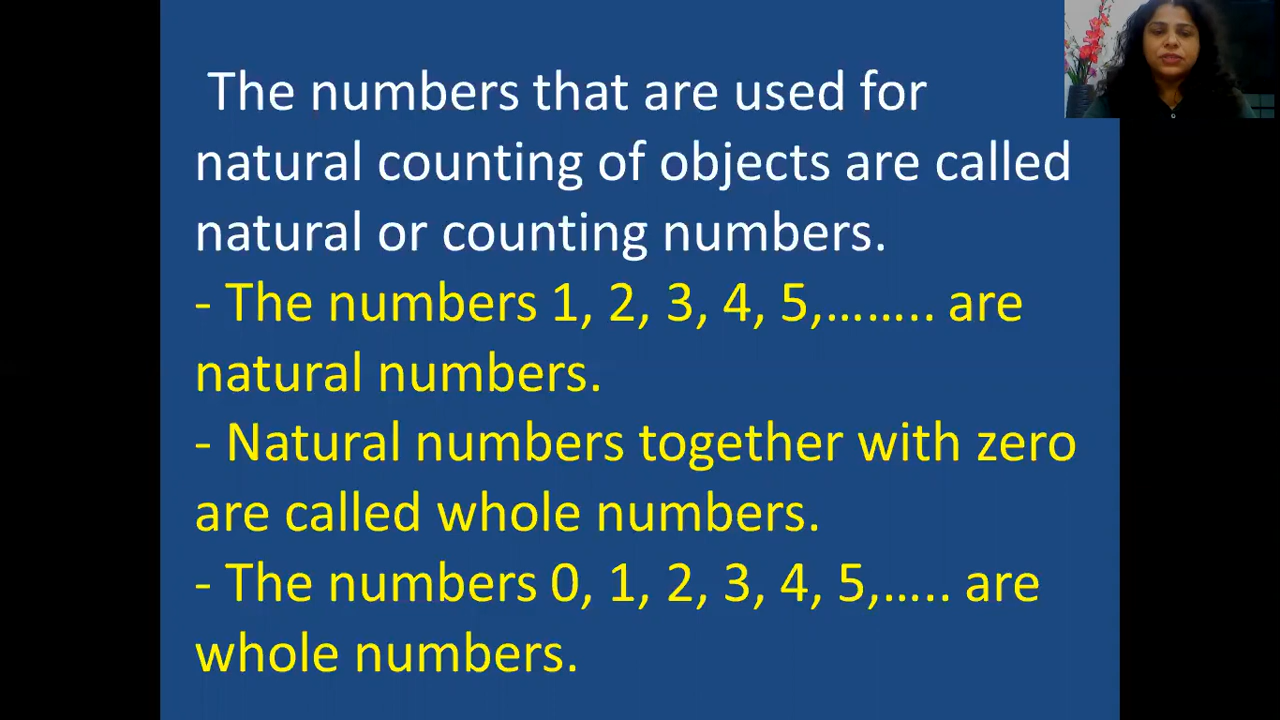 The numbers that are used for
natural counting of objects are called
natural or counting numbers.
- The numbers 1, 2, 3, 4, 5,…….. are
natural numbers.
- Natural numbers together with zero
are called whole numbers.
- The numbers 0, 1, 2, 3, 4, 5,….. are
whole numbers.